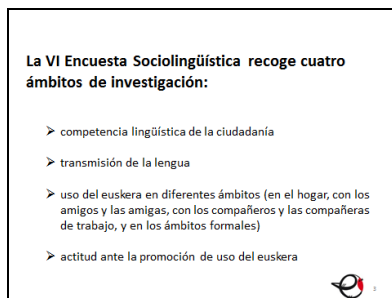 La VI Encuesta Sociolingüística recoge cuatro
ámbitos de investigación:
➢ competencia lingüística de la ciudadanía
➢ transmisión de la lengua
➢ uso del euskera en diferentes ámbitos (en el hogar, con los
amigos y las amigas, con los compañeros y las compañeras
de trabajo, y en los ámbitos formales)
➢ actitud ante la promoción de uso del euskera
3